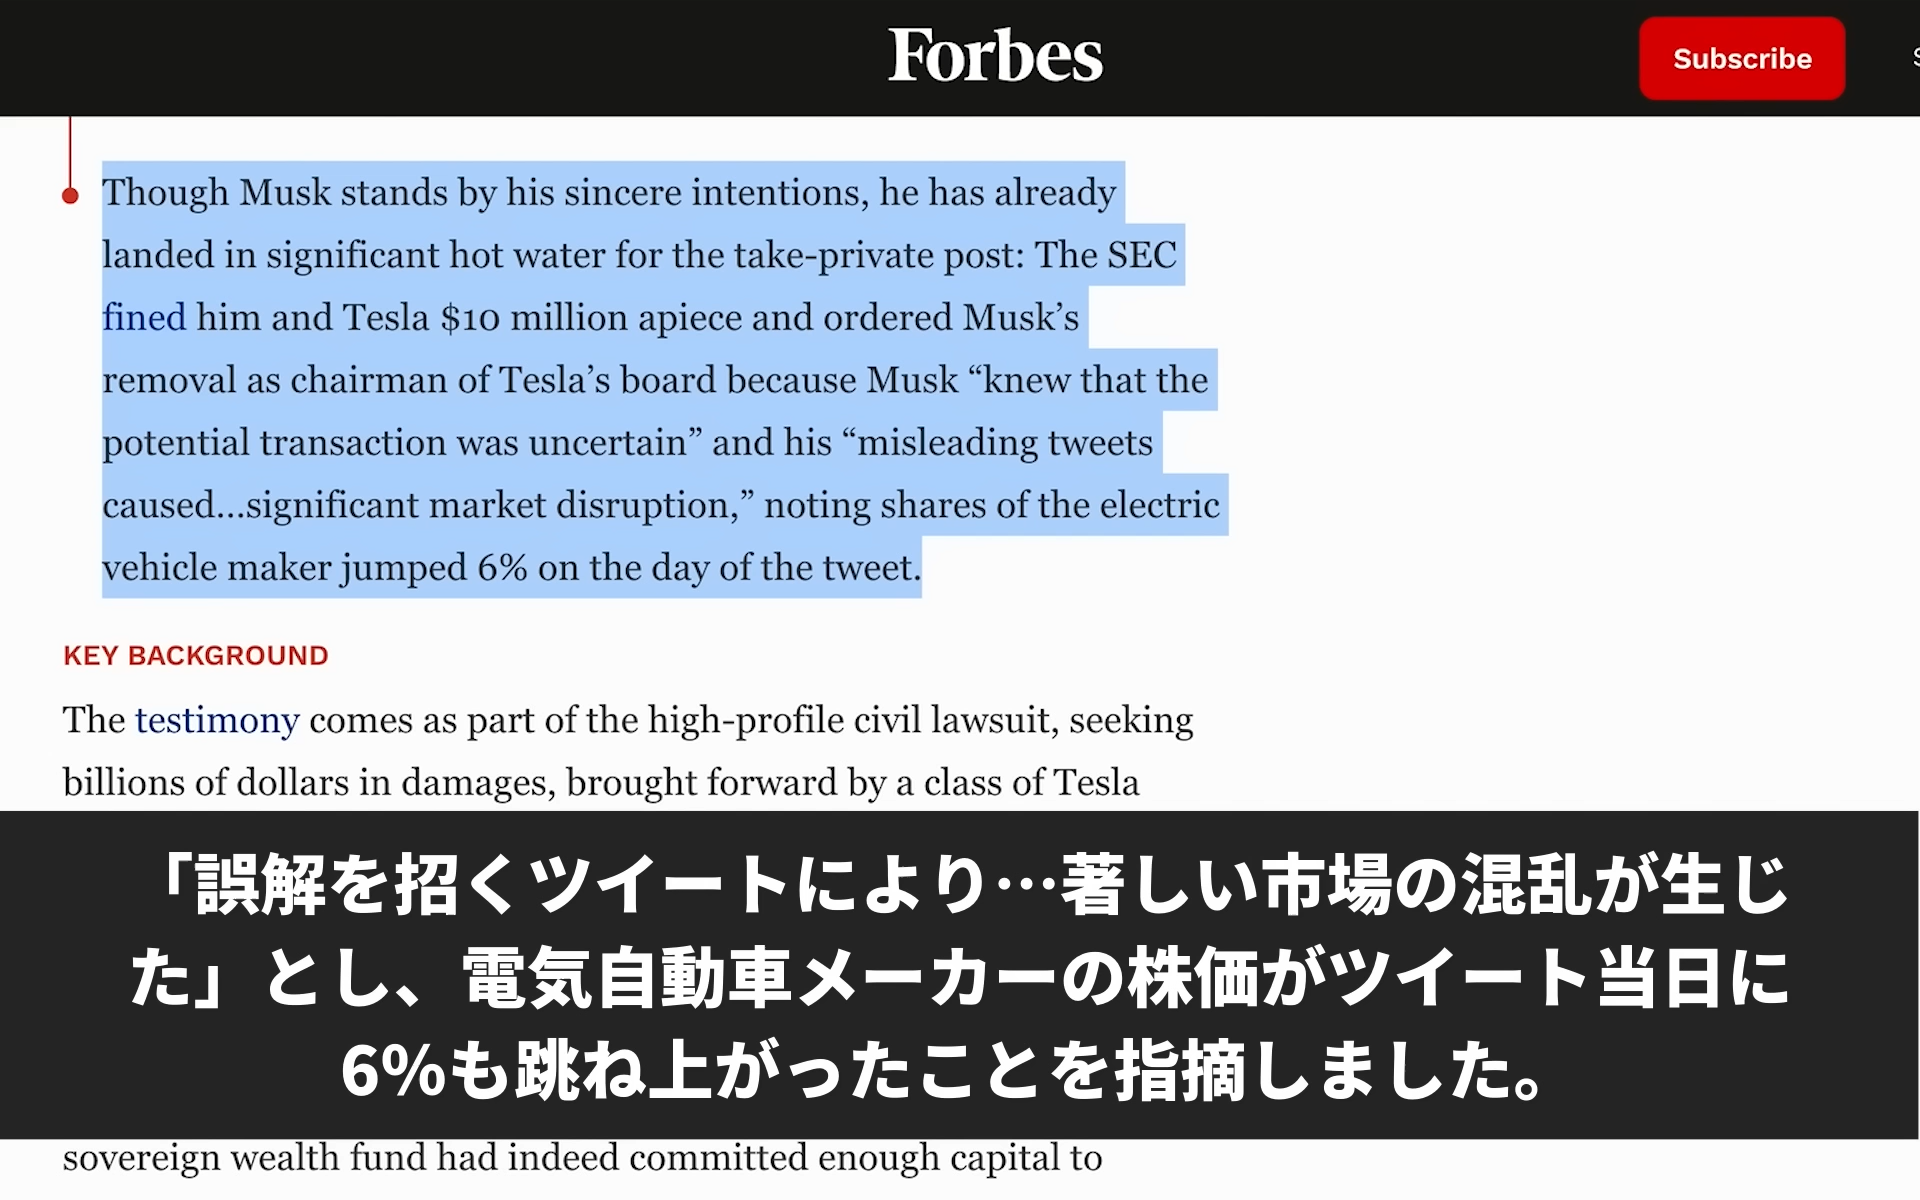 Forbes
Subscribe
Though Musk stands by his sincere intentions, he has already
landed in significant hot water for the take-private post: The SEC
fined him and Tesla $10 million apiece and ordered Musk’s
removal as chairman of Tesla’s board because Musk “knew that the
potential transaction was uncertain” and his “misleading tweets
caused...significant market disruption,” noting shares of the electric
vehicle maker jumped 6% on the day of the tweet.
KEY BACKGROUND
The testimony comes as part of the high-profile civil lawsuit, seeking
billions of dollars in damages, brought forward by a class of Tesla
「誤解を招くツイートにより…著しい市場の混乱が生じ
た」とし、電気自動車メーカーの株価がツイート当日に
6%も跳ね上がったことを指摘しました。
sovereign wealth fund had indeed committed enough capital to